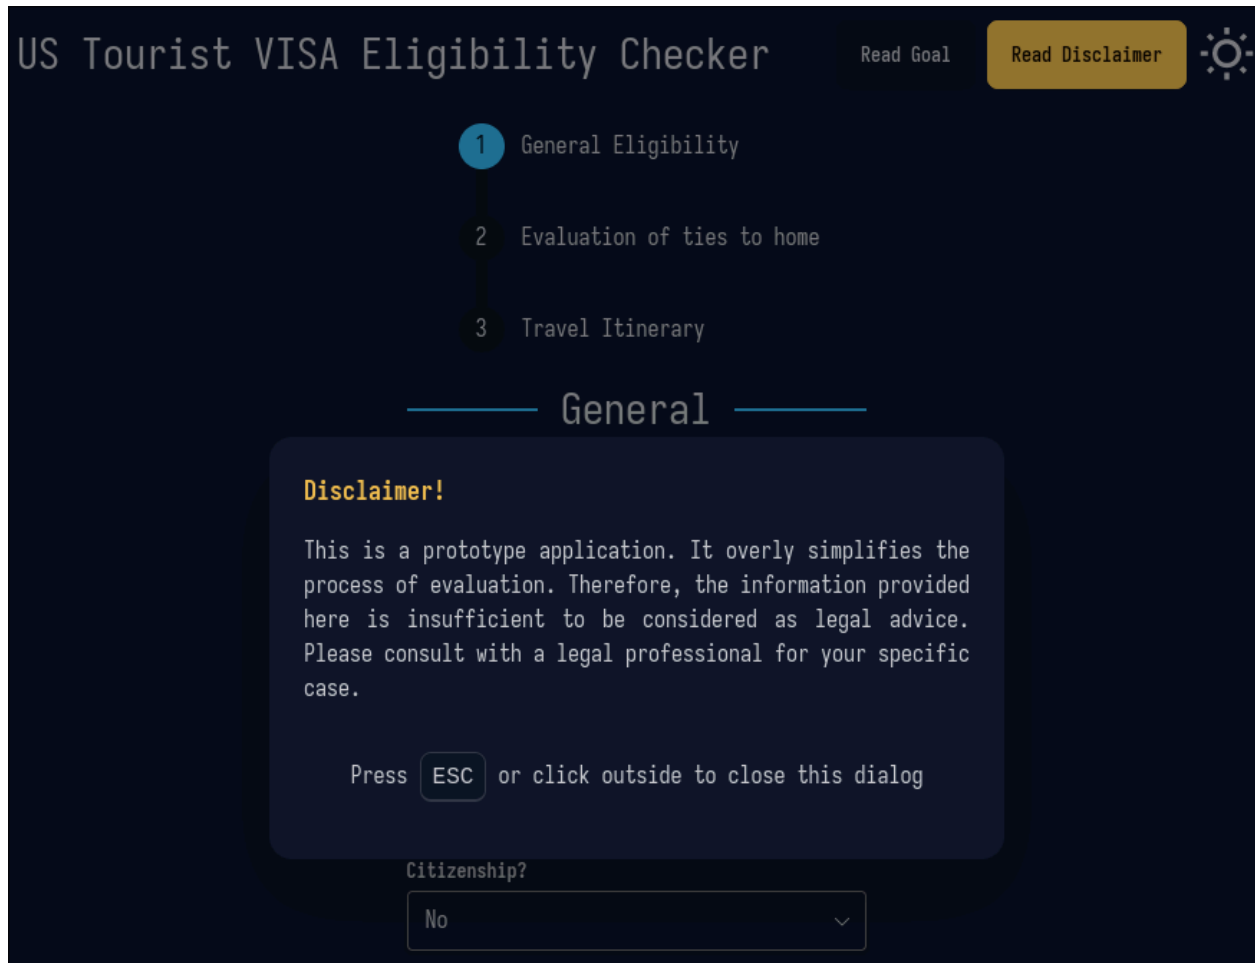 US Tourist VISA Eligibility Checker
Read Goal
Read Disclaimer
1 General Eligibility
2 Evaluation of ties to home
3 Travel Itinerary
General
Disclaimer!
This is a prototype application. It overly simplifies the
process of evaluation. Therefore, the information provided
here is insufficient to be considered as legal advice.
Please consult with a legal professional for your specific
case.
Press ESC or click outside to close this dialog
Citizenship?
No